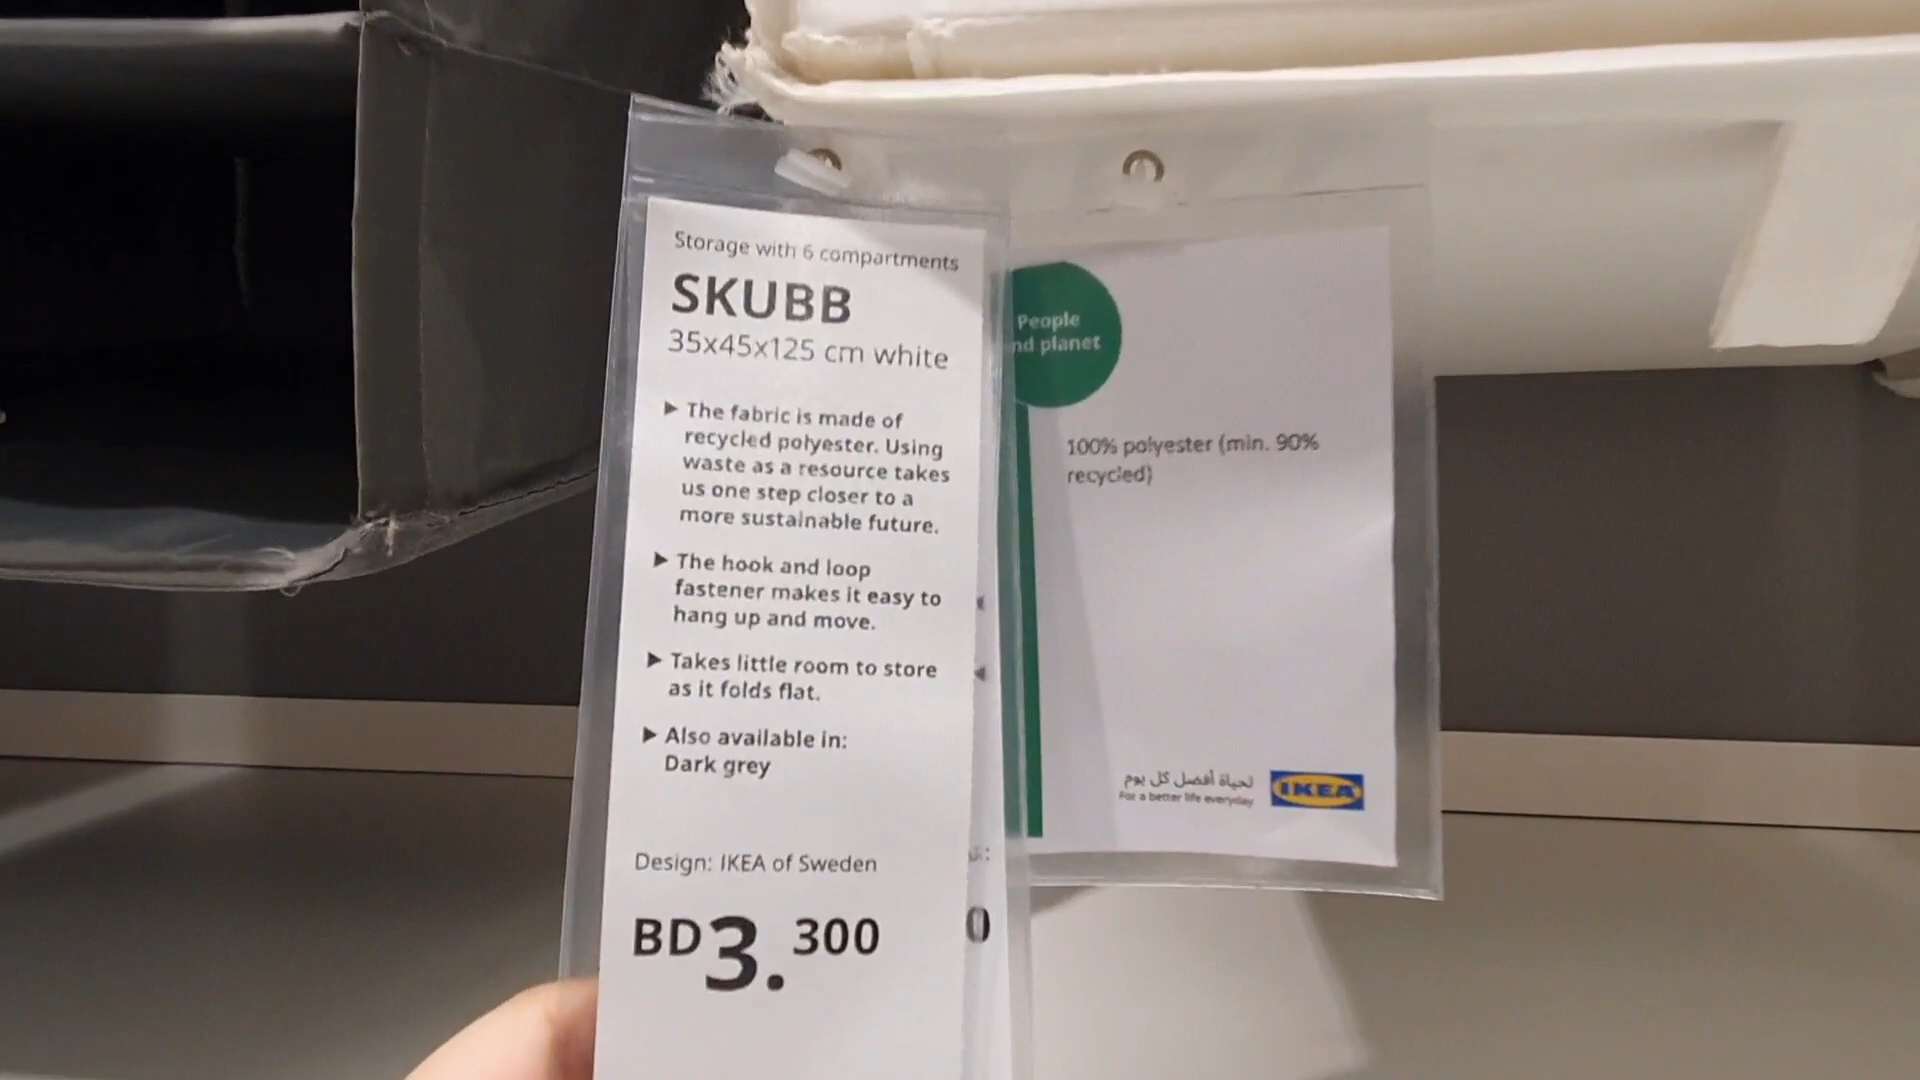 Storage with 6 compartments
SKUBB
35x45x125 cm white
▶ The fabric is made of
recycled polyester. Using
waste as a resource takes
us one step closer to a
more sustainable future.
▶ The hook and loop
fastener makes it easy to
hang up and move.
▶ Takes little room to store
as it folds flat.
▶ Also available in:
Dark grey
Design: IKEA of Sweden
BD3.300
0
People
nd planet
100% polyester (min. 90%
recycled)
لحياة أفضل كل يوم
For a better life everyday
IKEA